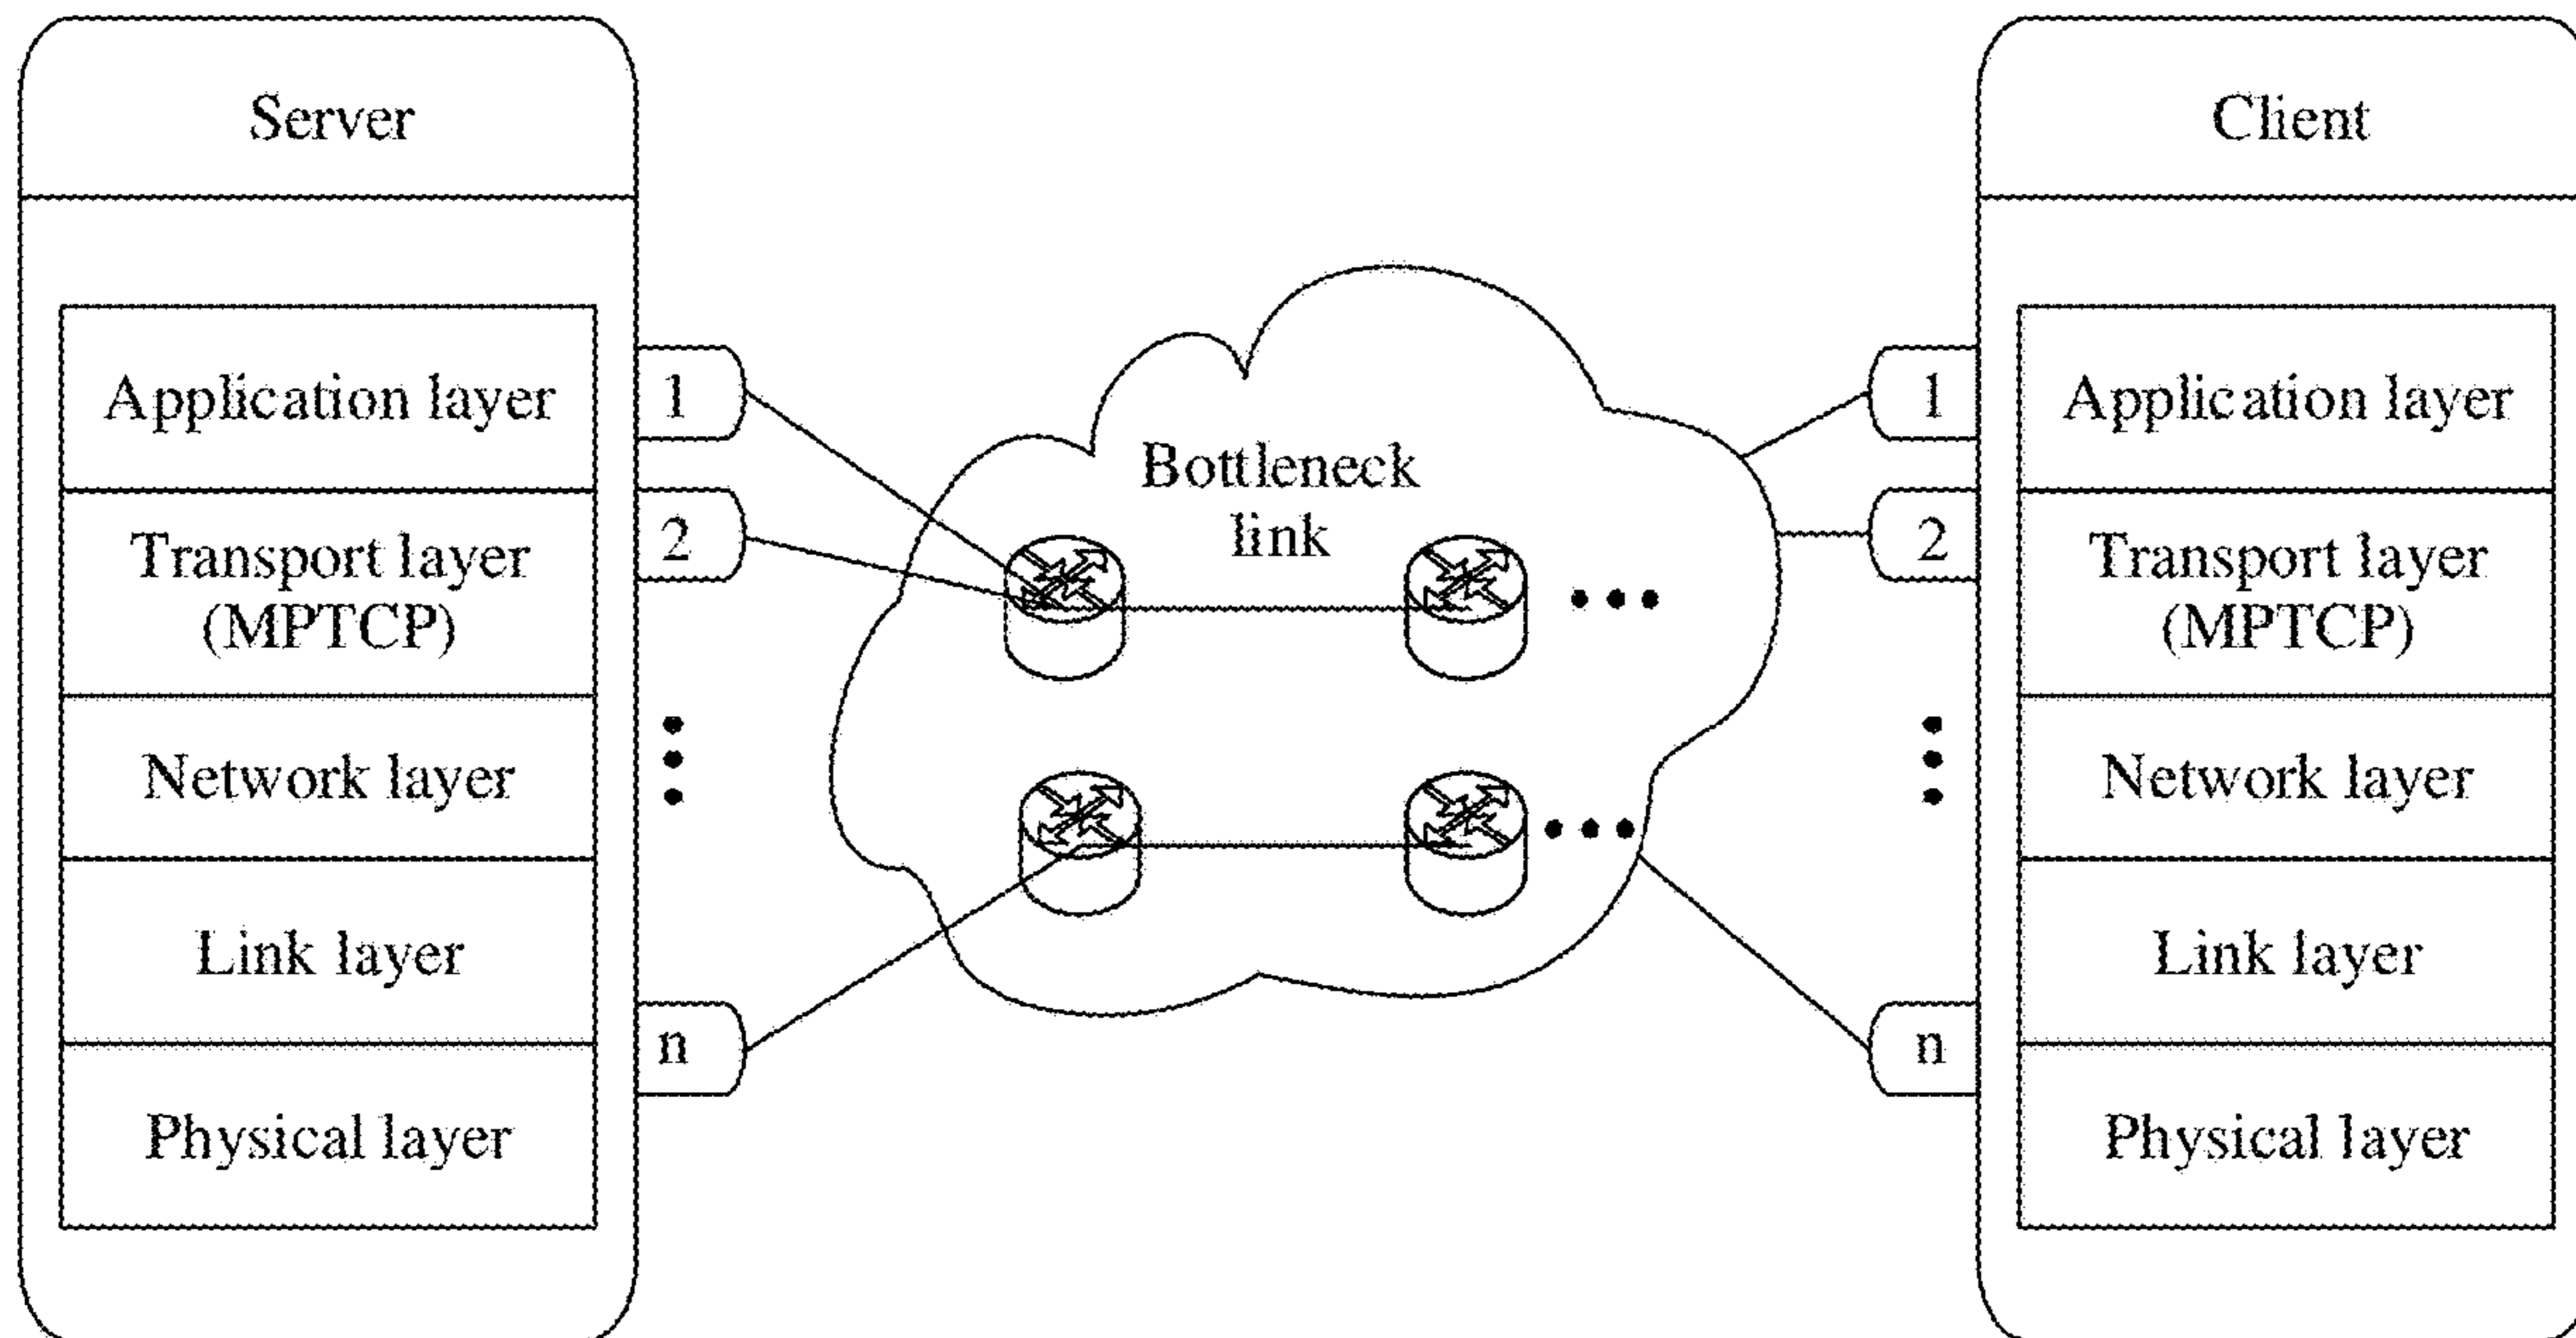 Server
Application layer
Transport layer
(MPTCP)
Network layer
Link layer
Physical layer
1
2
n
Bottleneck
link
1
2
n
Client
Application layer
Transport layer
(MPTCP)
Network layer
Link layer
Physical layer